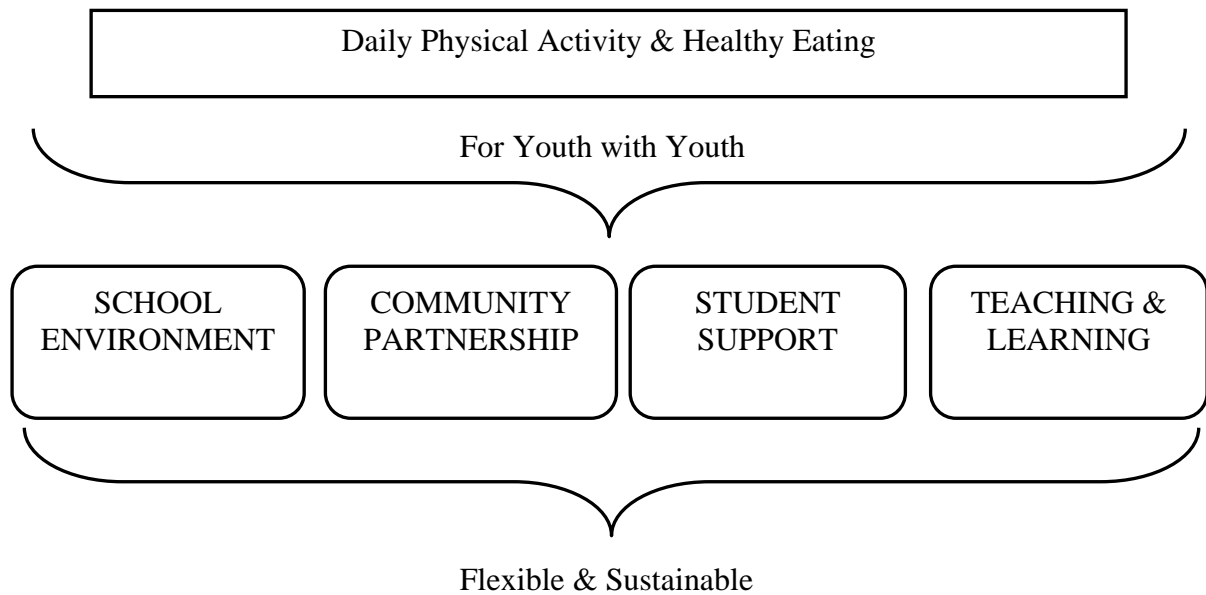 Daily Physical Activity & Healthy Eating
For Youth with Youth
SCHOOL
ENVIRONMENT
COMMUNITY
PARTNERSHIP
STUDENT
SUPPORT
TEACHING &
LEARNING
Flexible & Sustainable